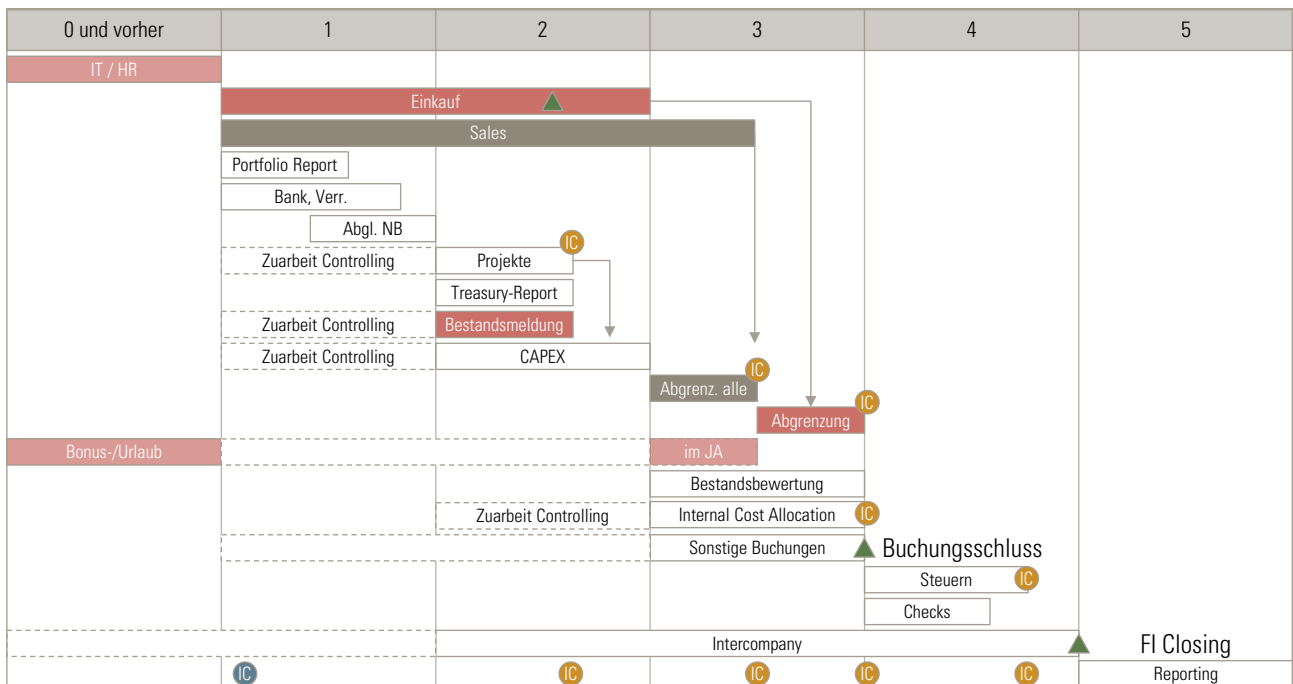 0 und vorher
1
2
3
4
5
IT / HR
Einkauf
Sales
Portfolio Report
Bank, Verr.
Abgl. NB
IC
Zuarbeit Controlling
Projekte
Treasury-Report
Zuarbeit Controlling
Bestandsmeldung
Zuarbeit Controlling
CAPEX
IC
Abgrenz. alle
IC
Abgrenzung
Bonus-/Urlaub
im JA
Bestandsbewertung
Zuarbeit Controlling
Internal Cost Allocation
IC
Sonstige Buchungen
Buchungsschluss
Steuern
IC
Checks
Intercompany
FI Closing
IC
IC
IC
IC
IC
Reporting